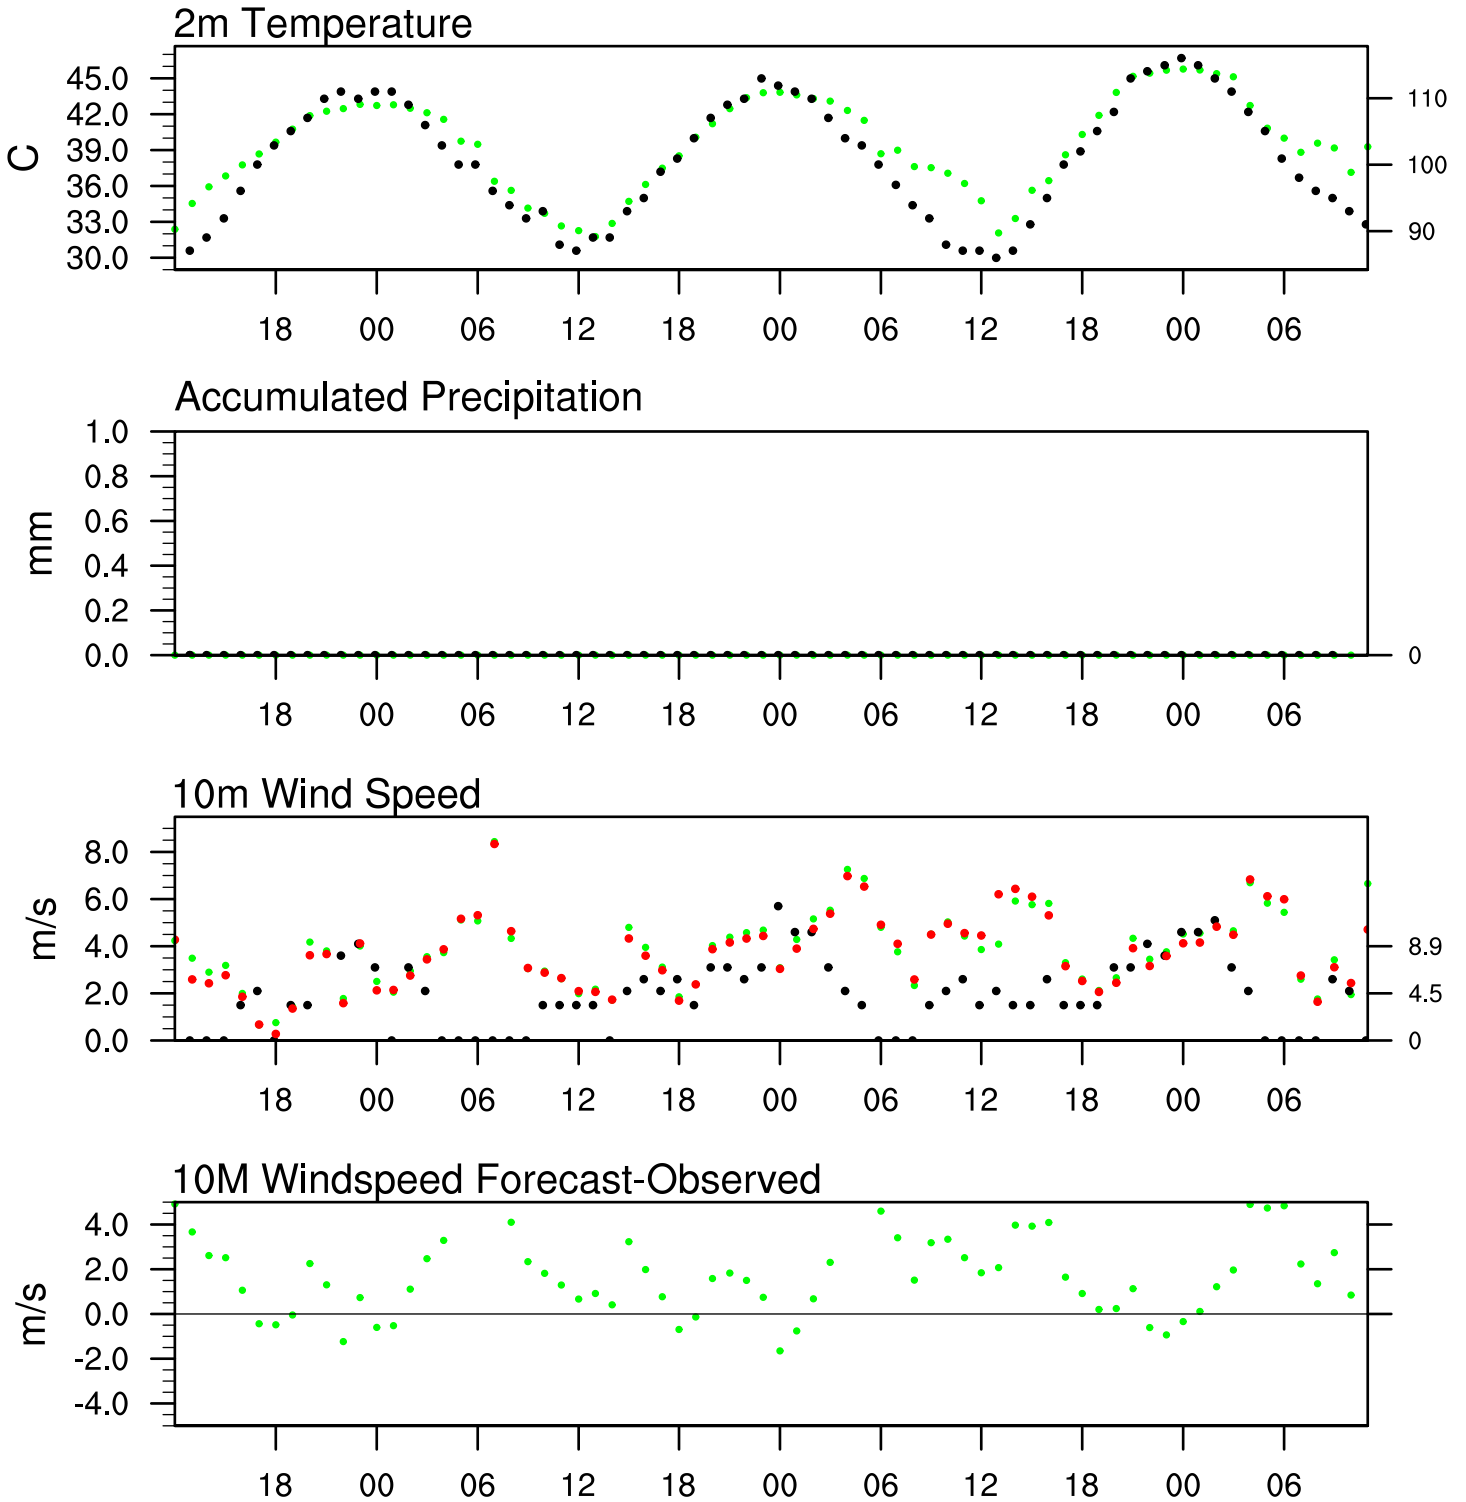 2m Temperature
45.0
42.0
39.0
36.0
33.0
30.0
C
110
100
90
18 00 06 12 18 00 06 12 18 00 06
Accumulated Precipitation
1.0
0.8
0.6
0.4
0.2
0.0
mm
0
18 00 06 12 18 00 06 12 18 00 06
10m Wind Speed
8.0
6.0
4.0
2.0
0.0
m/s
8.9
4.5
0
18 00 06 12 18 00 06 12 18 00 06
10M Windspeed Forecast-Observed
4.0
2.0
0.0
-2.0
-4.0
m/s
18 00 06 12 18 00 06 12 18 00 06